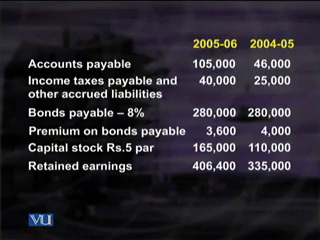 2005-06 2004-05
Accounts payable 105,000 46,000
Income taxes payable and 40,000 25,000
other accrued liabilities
Bonds payable – 8% 280,000 280,000
Premium on bonds payable 3,600 4,000
Capital stock Rs.5 par 165,000 110,000
Retained earnings 406,400 335,000
VU